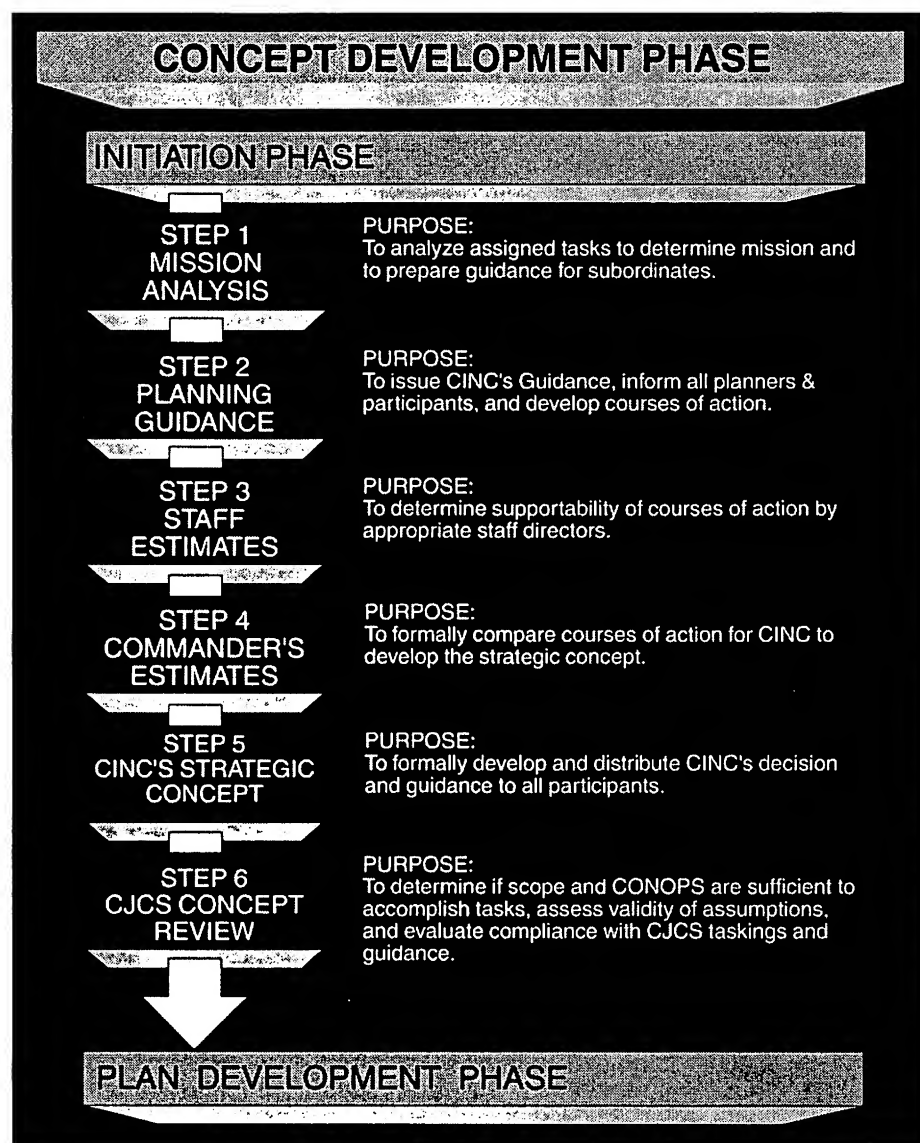 CONCEPT DEVELOPMENT PHASE
INITIATION PHASE
STEP 1
MISSION
ANALYSIS
PURPOSE:
To analyze assigned tasks to determine mission and
to prepare guidance for subordinates.
STEP 2
PLANNING
GUIDANCE
PURPOSE:
To issue CINC's Guidance, inform all planners &
participants, and develop courses of action.
STEP 3
STAFF
ESTIMATES
PURPOSE:
To determine supportability of courses of action by
appropriate staff directors.
STEP 4
COMMANDER'S
ESTIMATES
PURPOSE:
To formally compare courses of action for CINC to
develop the strategic concept.
STEP 5
CINC'S STRATEGIC
CONCEPT
PURPOSE:
To formally develop and distribute CINC's decision
and guidance to all participants.
STEP 6
CJCS CONCEPT
REVIEW
PURPOSE:
To determine if scope and CONOPS are sufficient to
accomplish tasks, assess validity of assumptions,
and evaluate compliance with CJCS taskings and
guidance.
PLAN DEVELOPMENT PHASE